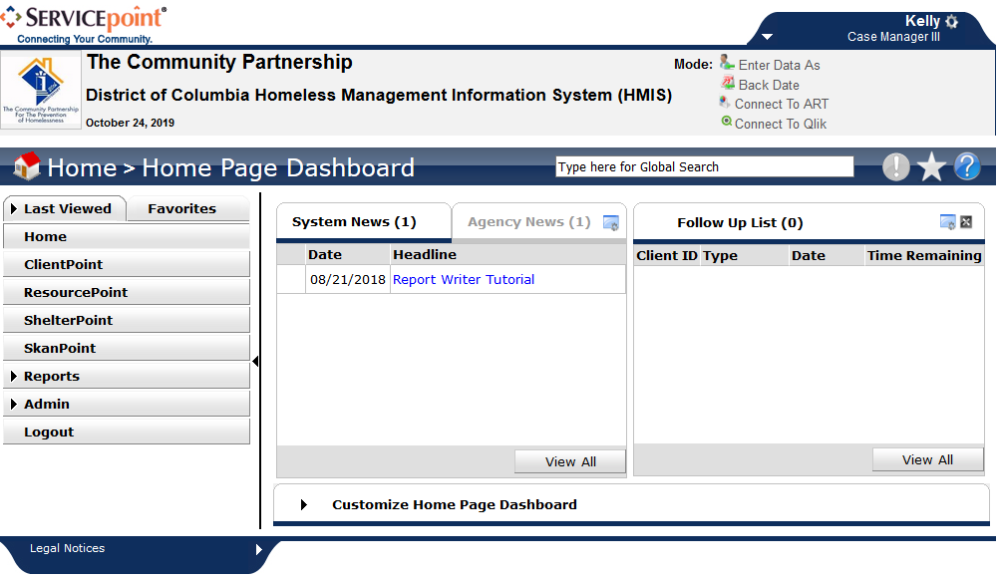 SERVICEpoint®
Connecting Your Community.
Kelly
Case Manager III
The Community Partnership
For The Prevention
of Homelessness
The Community Partnership
District of Columbia Homeless Management Information System (HMIS)
October 24, 2019
Mode:
Enter Data As
Back Date
Connect To ART
Connect To Qlik
Home > Home Page Dashboard
Type here for Global Search
Last Viewed
Favorites
Home
ClientPoint
ResourcePoint
ShelterPoint
SkanPoint
Reports
Admin
Logout
System News (1)
Agency News (1)
Date Headline
08/21/2018 Report Writer Tutorial
View All
Follow Up List (0)
Client ID Type Date Time Remaining
View All
Customize Home Page Dashboard
Legal Notices